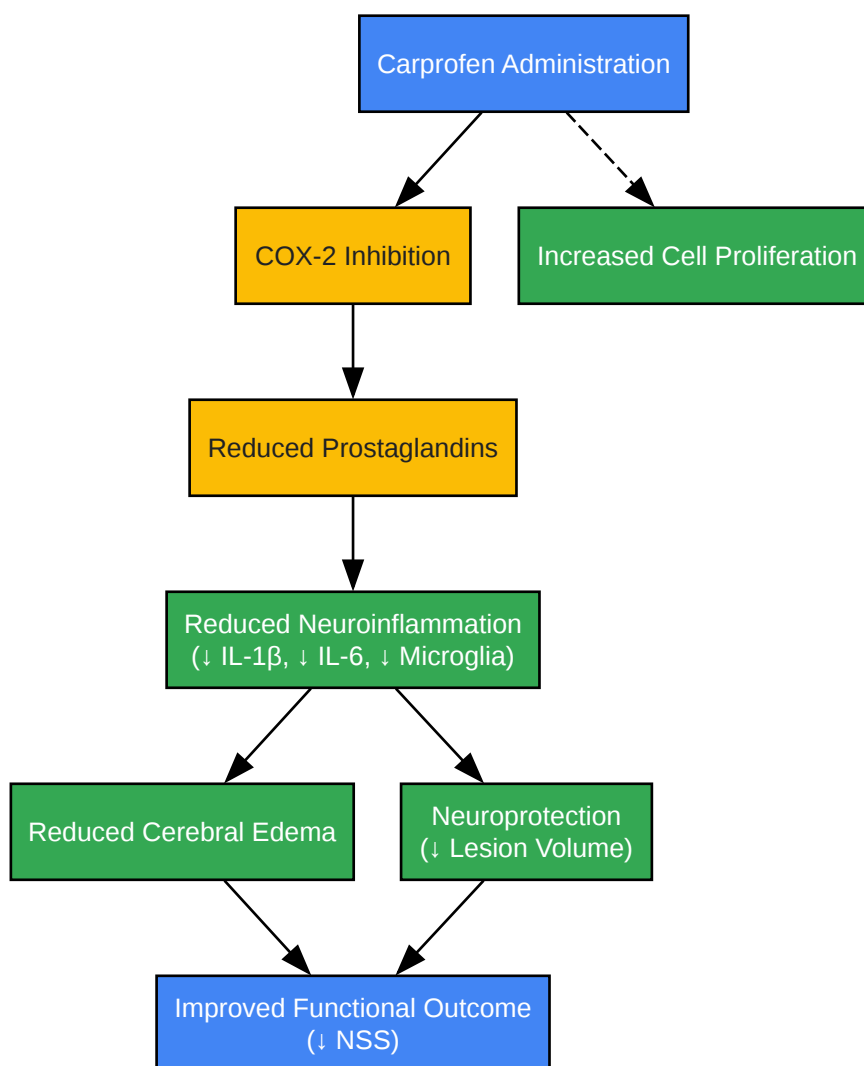 Carprofen Administration
COX-2 Inhibition
Increased Cell Proliferation
Reduced Prostaglandins
Reduced Neuroinflammation
(↓ IL-1β, ↓ IL-6, ↓ Microglia)
Reduced Cerebral Edema
Neuroprotection
(↓ Lesion Volume)
Improved Functional Outcome
(↓ NSS)